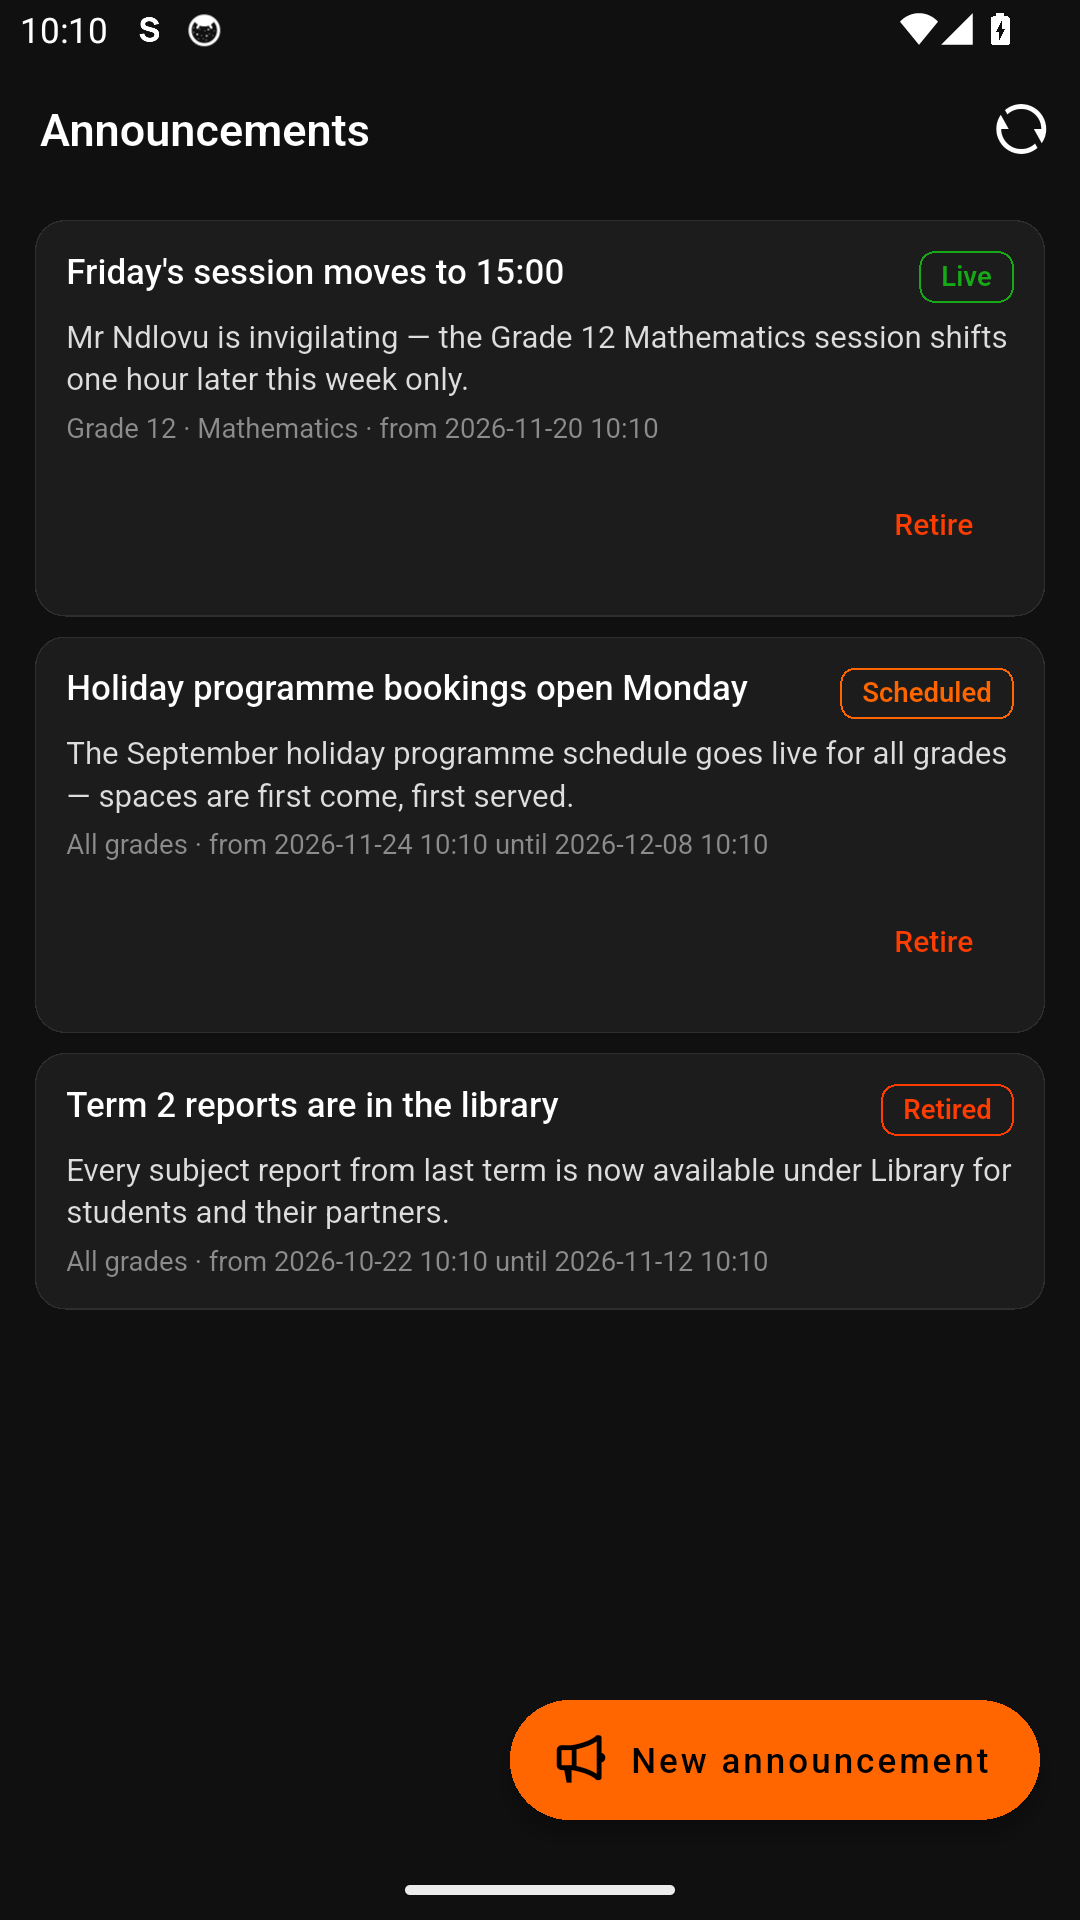 10:10 S
Announcements
Friday's session moves to 15:00
Live
Mr Ndlovu is invigilating — the Grade 12 Mathematics session shifts
one hour later this week only.
Grade 12 · Mathematics · from 2026-11-20 10:10
Retire
Holiday programme bookings open Monday
Scheduled
The September holiday programme schedule goes live for all grades
— spaces are first come, first served.
All grades · from 2026-11-24 10:10 until 2026-12-08 10:10
Retire
Term 2 reports are in the library
Retired
Every subject report from last term is now available under Library for
students and their partners.
All grades · from 2026-10-22 10:10 until 2026-11-12 10:10
New announcement